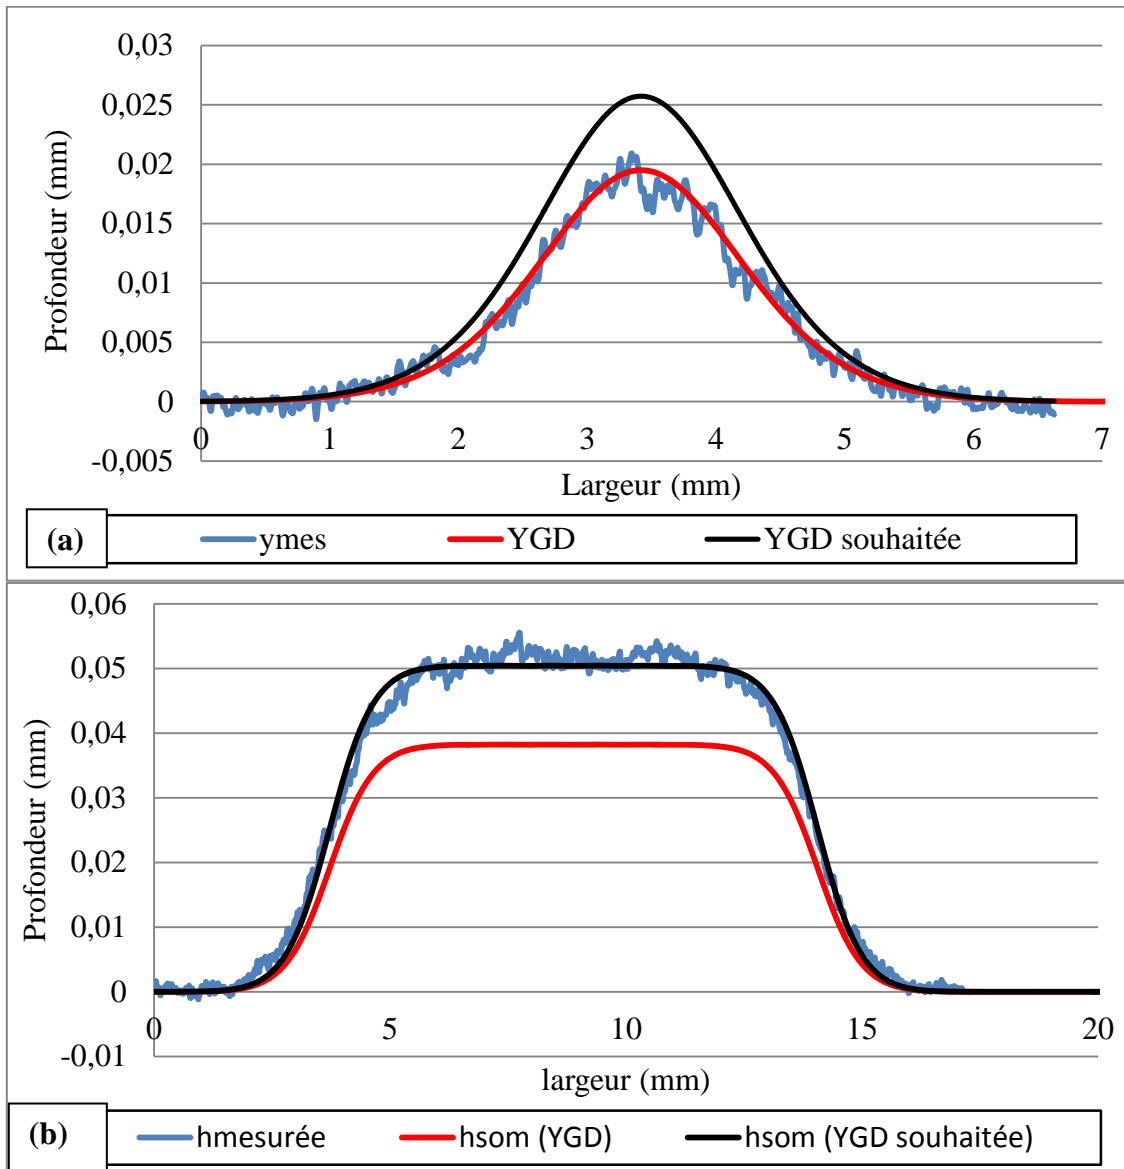 0,03
0,025
0,02
0,015
0,01
0,005
0
-0,005
Profondeur (mm)
0 1 2 3 4 5 6 7
Largeur (mm)
(a) ymes YGD YGD souhaitée
0,06
0,05
0,04
0,03
0,02
0,01
0
-0,01
Profondeur (mm)
0 5 10 15 20
largeur (mm)
(b) hmesurée hsom (YGD) hsom (YGD souhaitée)